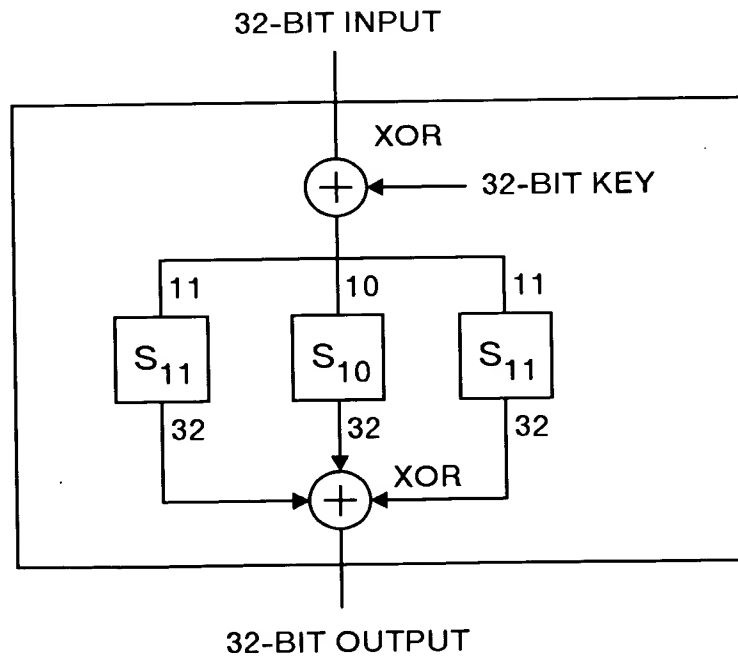 32-BIT INPUT
XOR
32-BIT KEY
11 10 11
S11 S10 S11
32 32 32
XOR
32-BIT OUTPUT